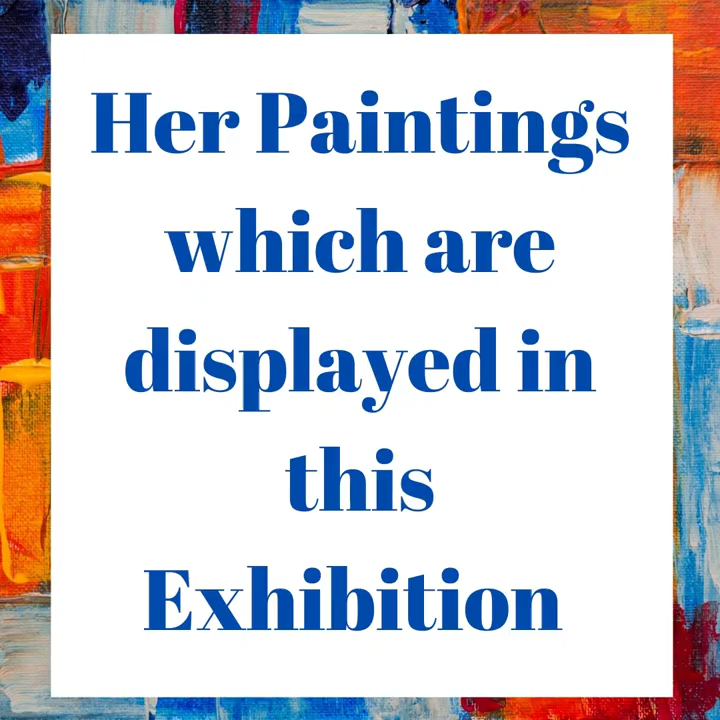 Her Paintings
which are
displayed in
this
Exhibition